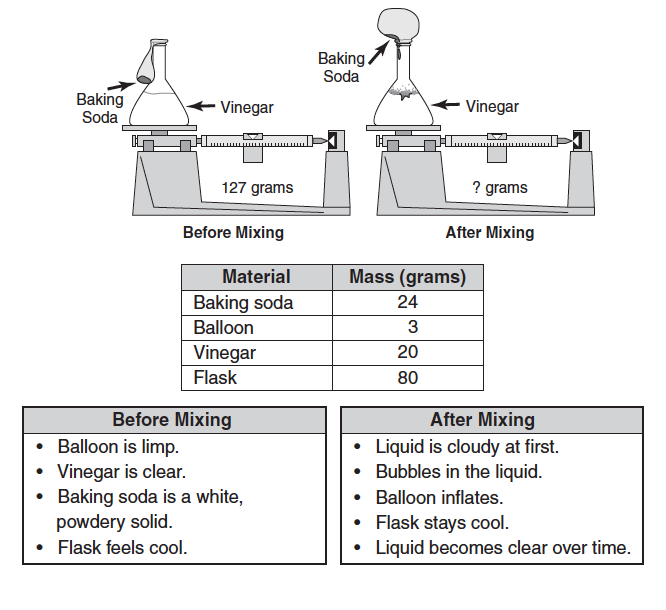 Baking
Soda
Vinegar
127 grams
Before Mixing
Baking
Soda
Vinegar
? grams
After Mixing
Material Mass (grams)
Baking soda 24
Balloon 3
Vinegar 20
Flask 80
Before Mixing
• Balloon is limp.
• Vinegar is clear.
• Baking soda is a white,
powdery solid.
• Flask feels cool.
After Mixing
• Liquid is cloudy at first.
• Bubbles in the liquid.
• Balloon inflates.
• Flask stays cool.
• Liquid becomes clear over time.